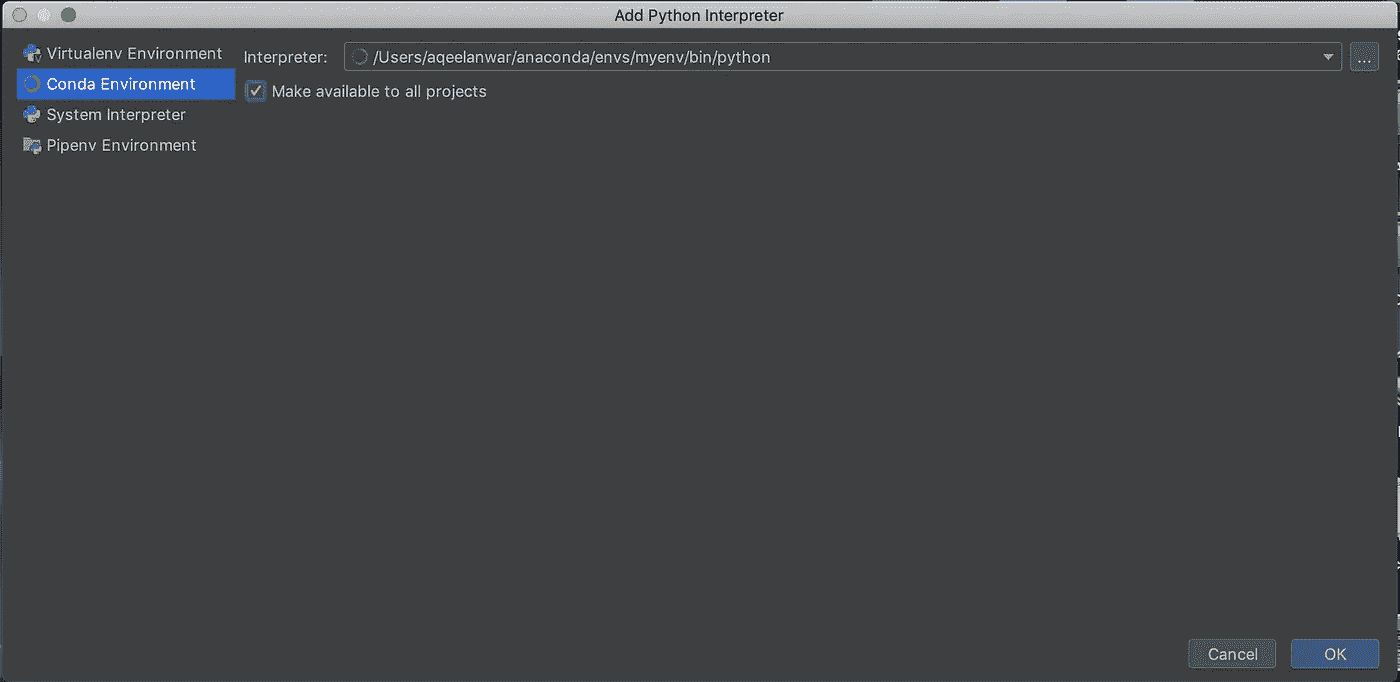 Add Python Interpreter
Virtualenv Environment
Conda Environment
System Interpreter
Pipenv Environment
Interpreter: /Users/aqeelanwar/anaconda/envs/myenv/bin/python ...
Make available to all projects
Cancel OK